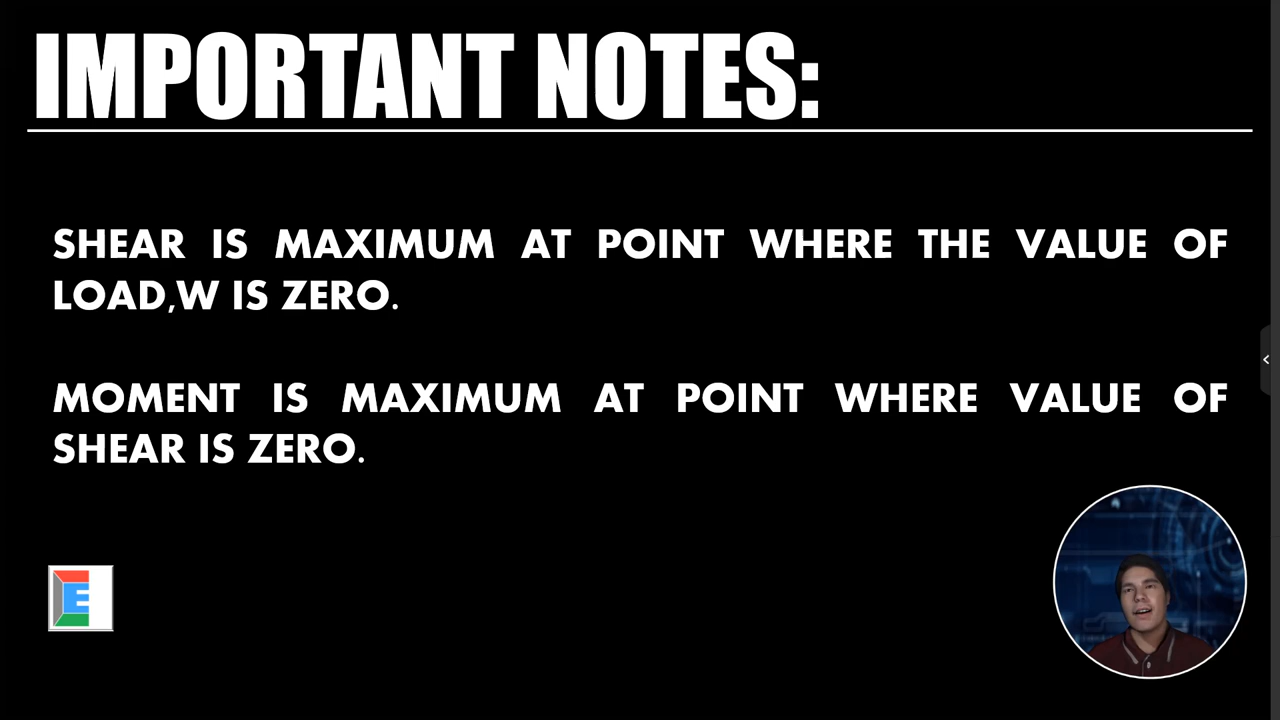 IMPORTANT NOTES:
SHEAR IS MAXIMUM AT POINT WHERE THE VALUE OF
LOAD,W IS ZERO.
MOMENT IS MAXIMUM AT POINT WHERE VALUE OF
SHEAR IS ZERO.
E